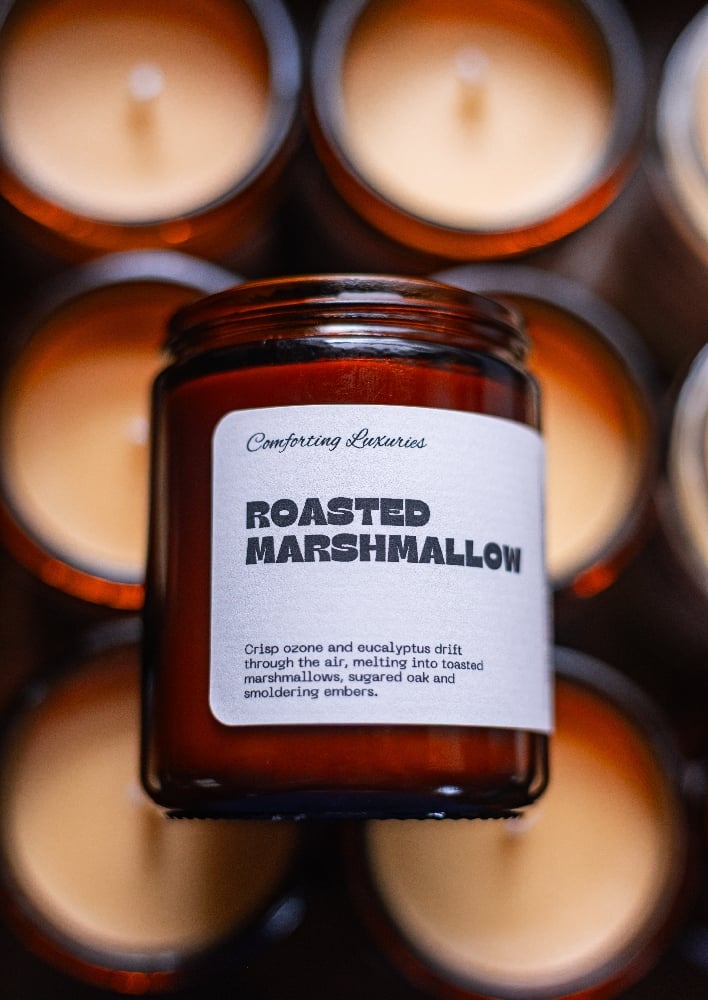 Comforting Luxuries
ROASTED
MARSHMALLOW
Crisp ozone and eucalyptus drift
through the air, melting into toasted
marshmallows, sugared oak and
smoldering embers.